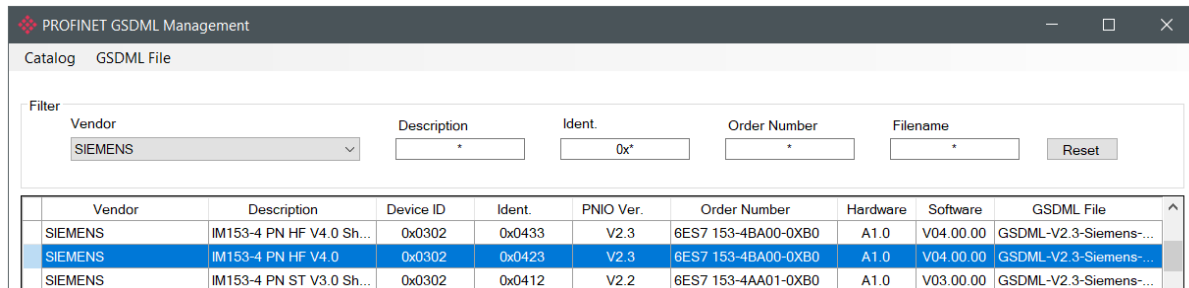 PROFINET GSDML Management
Catalog GSDML File
Filter
Vendor Description Ident. Order Number Filename
SIEMENS * 0x* * * Reset
Vendor Description Device ID Ident. PNIO Ver. Order Number Hardware Software GSDML File
SIEMENS IM153-4 PN HF V4.0 Sh... 0x0302 0x0433 V2.3 6ES7 153-4BA00-0XB0 A1.0 V04.00.00 GSDML-V2.3-Siemens-...
SIEMENS IM153-4 PN HF V4.0 0x0302 0x0423 V2.3 6ES7 153-4BA00-0XB0 A1.0 V04.00.00 GSDML-V2.3-Siemens-...
SIEMENS IM153-4 PN ST V3.0 Sh... 0x0302 0x0412 V2.2 6ES7 153-4AA01-0XB0 A1.0 V03.00.00 GSDML-V2.3-Siemens-...